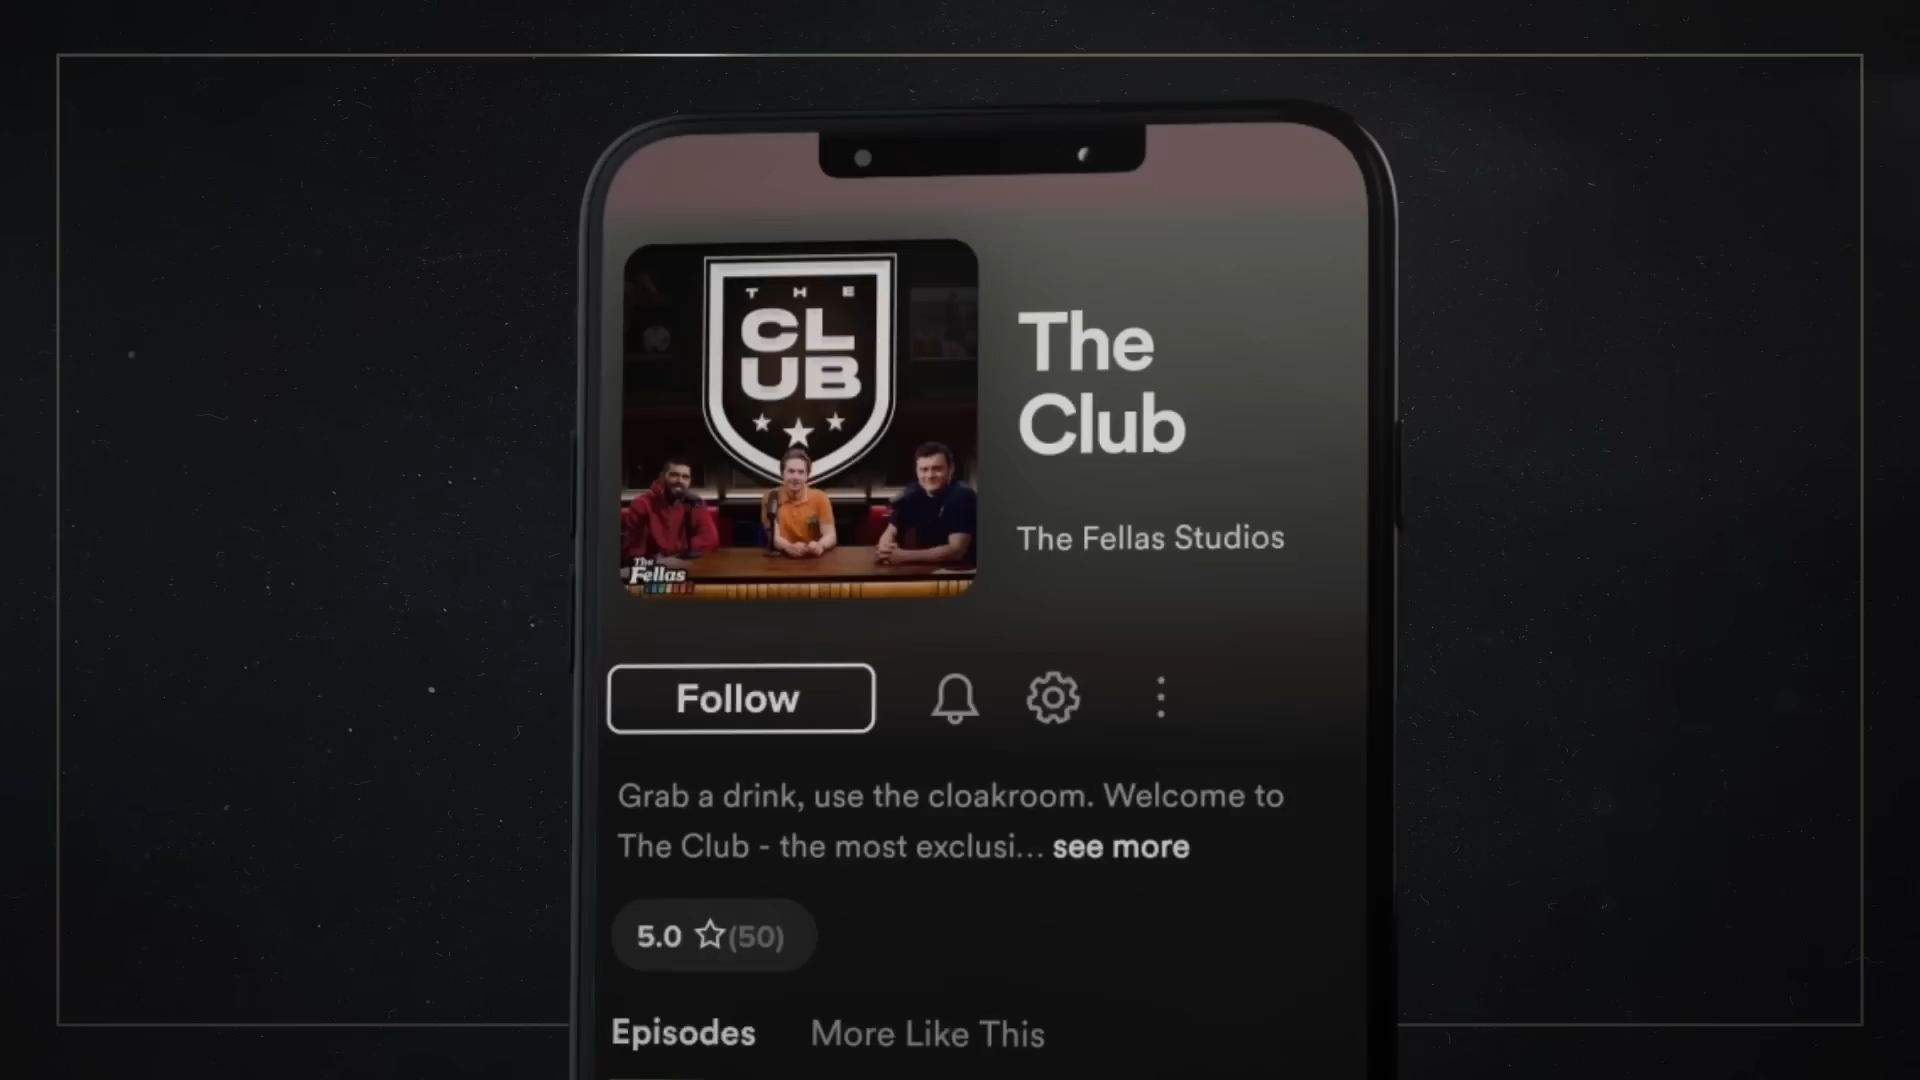 THE
CL
UB
The
Fellas
The
Club
The Fellas Studios
Follow
Grab a drink, use the cloakroom. Welcome to
The Club - the most exclusi... see more
5.0 (50)
Episodes More Like This